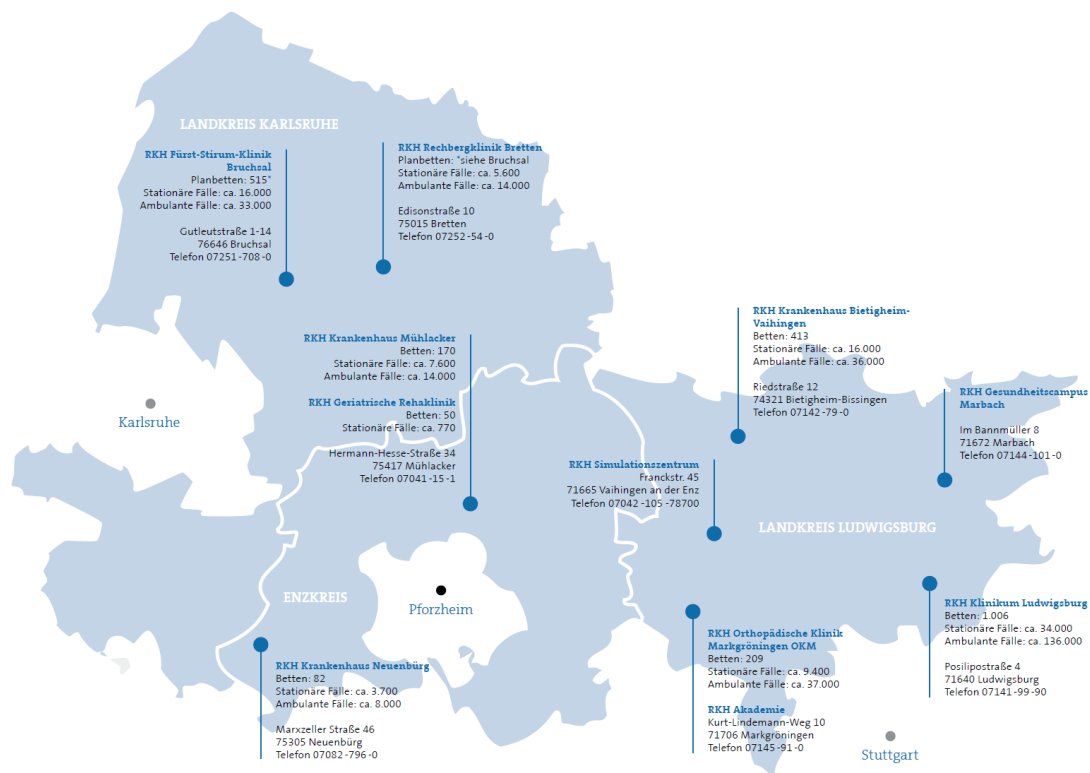 LANDKREIS KARLSRUHE
RKH Fürst-Stirum-Klinik
Bruchsal
Planbetten: 515*
Stationäre Fälle: ca. 16.000
Ambulante Fälle: ca. 33.000
Gutleutstraße 1-14
76646 Bruchsal
Telefon 07251-708-0
RKH Rechbergklinik Bretten
Planbetten: *siehe Bruchsal
Stationäre Fälle: ca. 5.600
Ambulante Fälle: ca. 14.000
Edisonstraße 10
75015 Bretten
Telefon 07252-54-0
RKH Krankenhaus Mühlacker
Betten: 170
Stationäre Fälle: ca. 7.600
Ambulante Fälle: ca. 14.000
RKH Geriatrische Rehaklinik
Betten: 50
Stationäre Fälle: ca. 770
Hermann-Hesse-Straße 34
75417 Mühlacker
Telefon 07041-15-1
RKH Krankenhaus Bietigheim-
Vaihingen
Betten: 413
Stationäre Fälle: ca. 16.000
Ambulante Fälle: ca. 36.000
Riedstraße 12
74321 Bietigheim-Bissingen
Telefon 07142-79-0
RKH Gesundheitscampus
Marbach
Im Bannmüller 8
71672 Marbach
Telefon 07144-101-0
Karlsruhe
RKH Simulationszentrum
Franckstr. 45
71665 Vaihingen an der Enz
Telefon 07042-105-78700
LANDKREIS LUDWIGSBURG
ENZKREIS
Pforzheim
RKH Krankenhaus Neuenbürg
Betten: 82
Stationäre Fälle: ca. 3.700
Ambulante Fälle: ca. 8.000
Marxzeller Straße 46
75305 Neuenbürg
Telefon 07082-796-0
RKH Orthopädische Klinik
Markgröningen OKM
Betten: 209
Stationäre Fälle: ca. 9.400
Ambulante Fälle: ca. 37.000
RKH Akademie
Kurt-Lindemann-Weg 10
71706 Markgröningen
Telefon 07145-91-0
RKH Klinikum Ludwigsburg
Betten: 1.006
Stationäre Fälle: ca. 34.000
Ambulante Fälle: ca. 136.000
Posilipostraße 4
71640 Ludwigsburg
Telefon 07141-99-90
Stuttgart